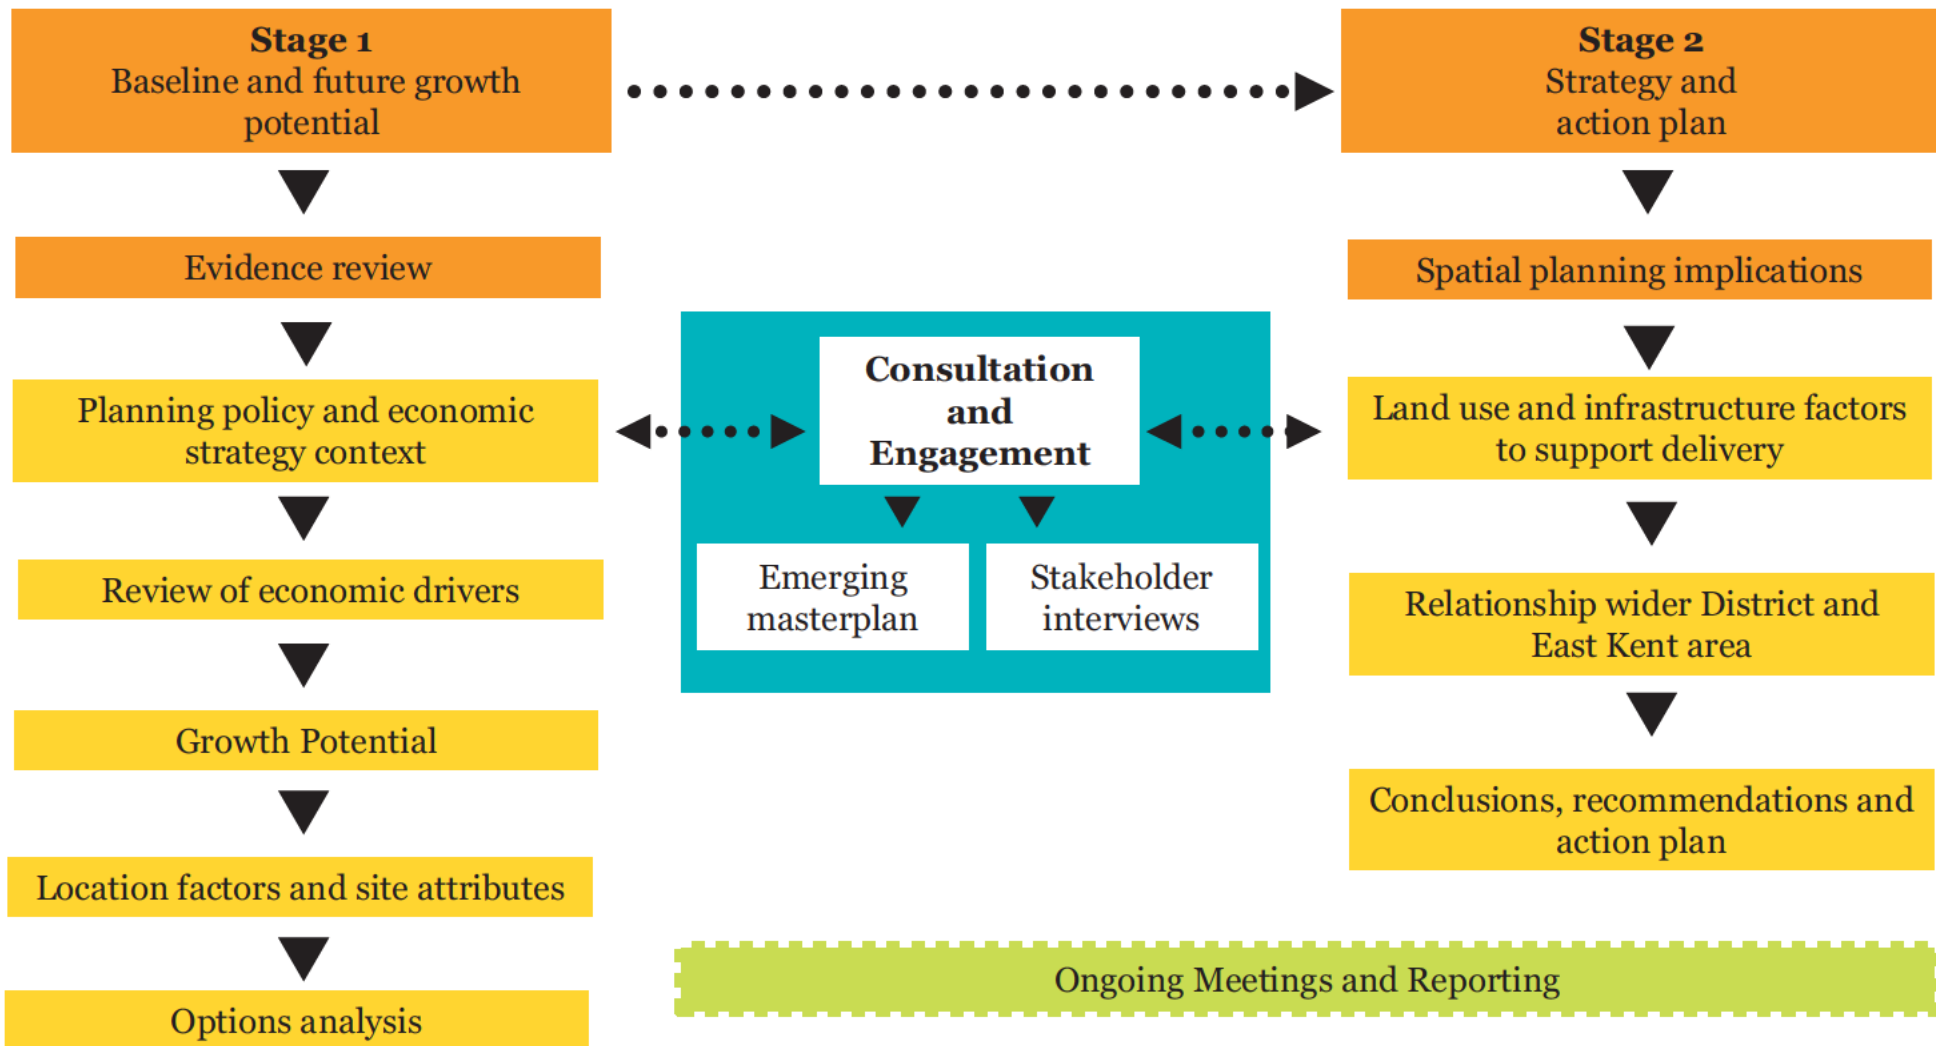 Stage 1
Baseline and future growth
potential
Evidence review
Planning policy and economic
strategy context
Review of economic drivers
Growth Potential
Location factors and site attributes
Options analysis
Consultation
and
Engagement
Emerging
masterplan
Stakeholder
interviews
Stage 2
Strategy and
action plan
Spatial planning implications
Land use and infrastructure factors
to support delivery
Relationship wider District and
East Kent area
Conclusions, recommendations and
action plan
Ongoing Meetings and Reporting